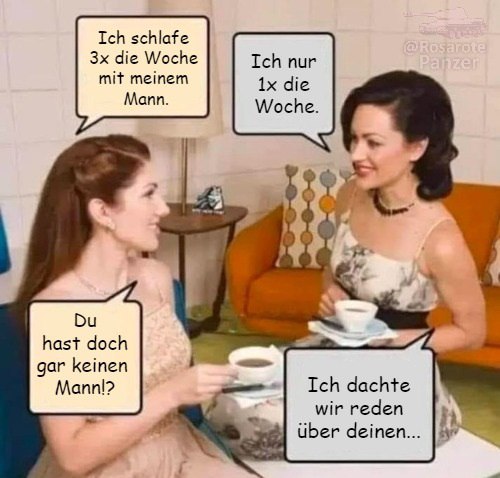 Ich schlafe
3x die Woche
mit meinem
Mann.
Ich nur
1x die
Woche.
@Rosarote
Panzer
Du
hast doch
gar keinen
Mann!?
Ich dachte
wir reden
über deinen...